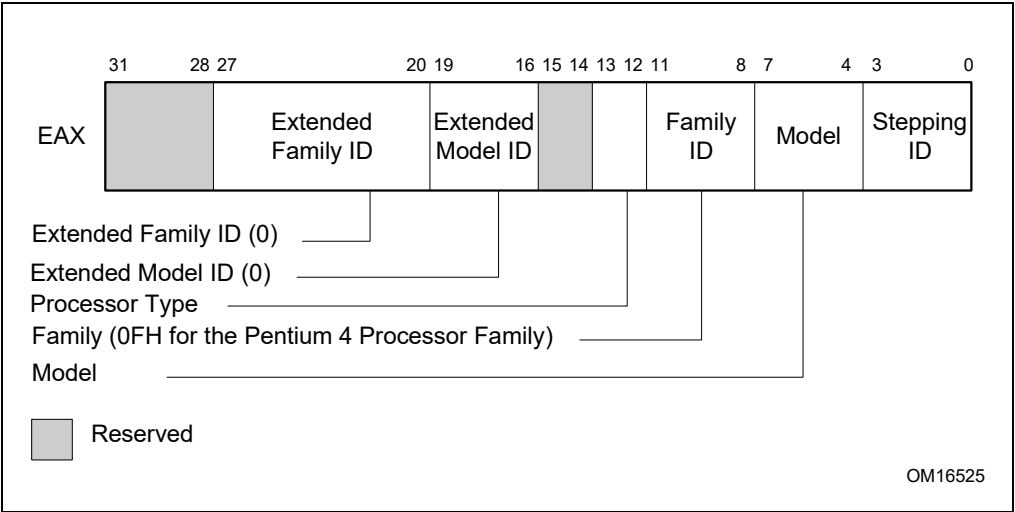 31 28 27 20 19 16 15 14 13 12 11 8 7 4 3 0
EAX
Extended
Family ID
Extended
Model ID
Family
ID
Model
Stepping
ID
Extended Family ID (0)
Extended Model ID (0)
Processor Type
Family (0FH for the Pentium 4 Processor Family)
Model
Reserved
OM16525